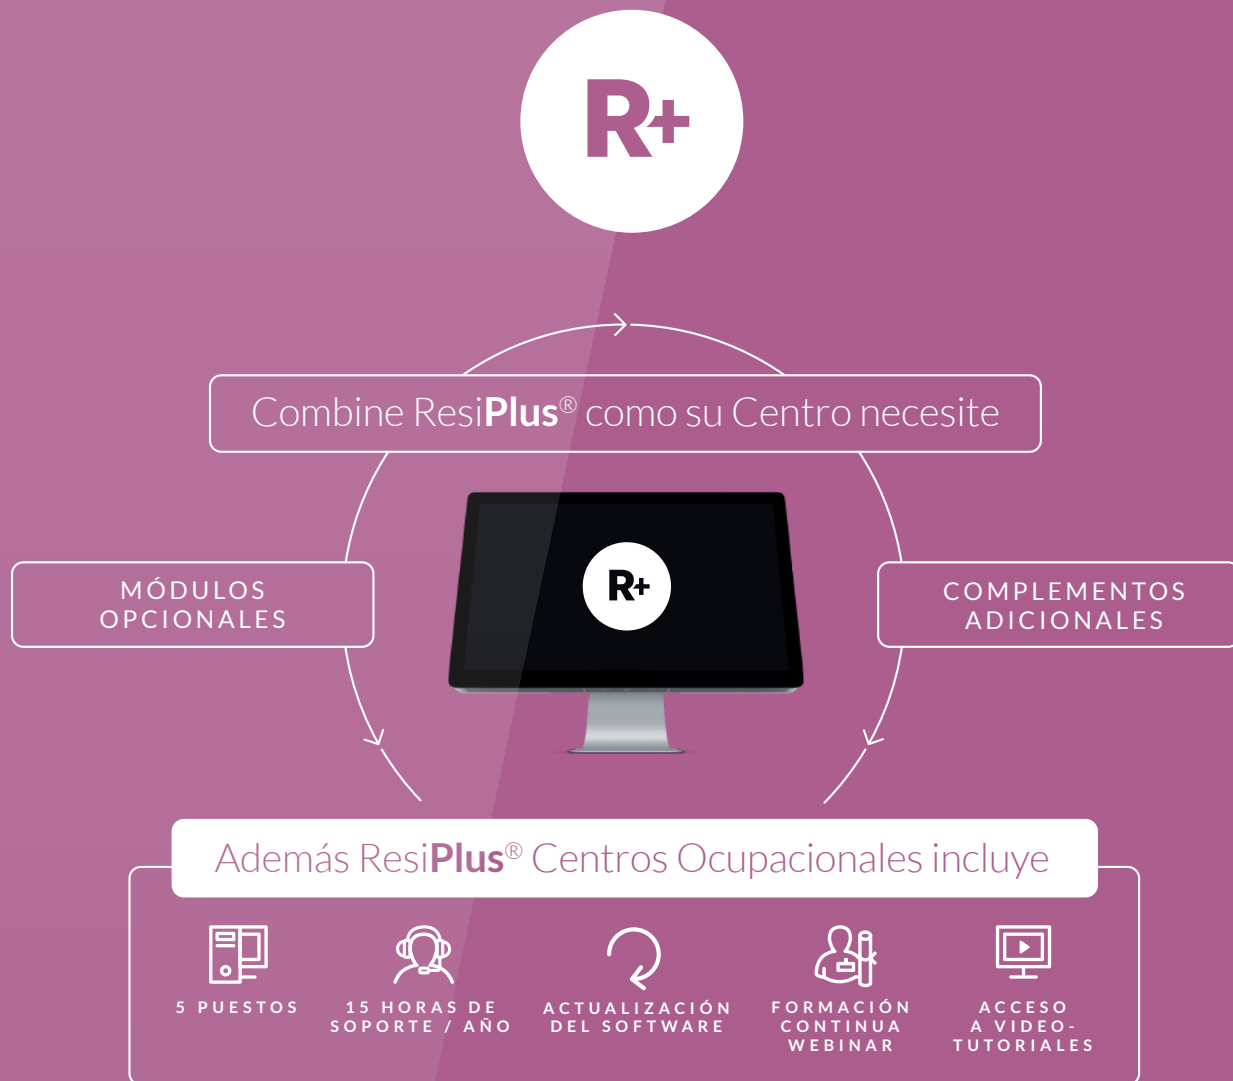 R+
Combine ResiPlus® como su Centro necesite
R+
MÓDULOS
OPCIONALES
COMPLEMENTOS
ADICIONALES
Además ResiPlus® Centros Ocupacionales incluye
5 PUESTOS
15 HORAS DE
SOPORTE / AÑO
ACTUALIZACIÓN
DEL SOFTWARE
FORMACIÓN
CONTINUA
WEBINAR
ACCESO
A VIDEO-
TUTORIALES